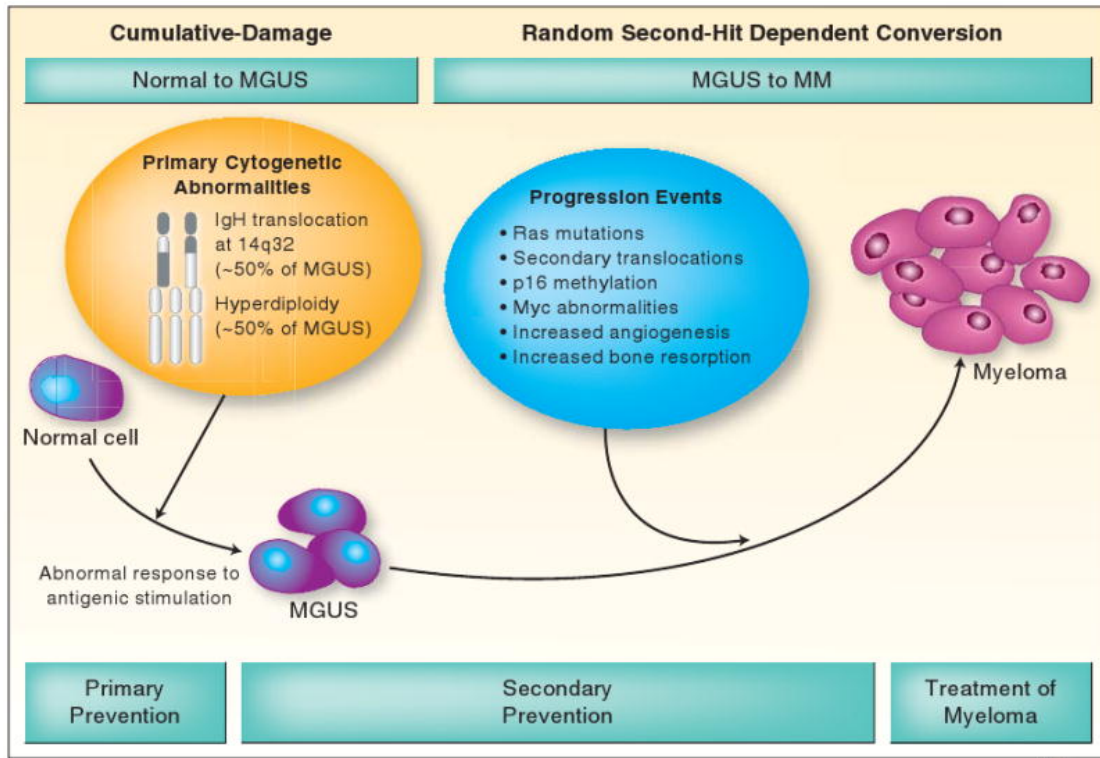 Cumulative-Damage
Random Second-Hit Dependent Conversion
Normal to MGUS
MGUS to MM
Primary Cytogenetic
Abnormalities
IgH translocation
at 14q32
(~50% of MGUS)
Hyperdiploidy
(~50% of MGUS)
Progression Events
• Ras mutations
• Secondary translocations
• p16 methylation
• Myc abnormalities
• Increased angiogenesis
• Increased bone resorption
Myeloma
Normal cell
Abnormal response to
antigenic stimulation
MGUS
Primary
Prevention
Secondary
Prevention
Treatment of
Myeloma